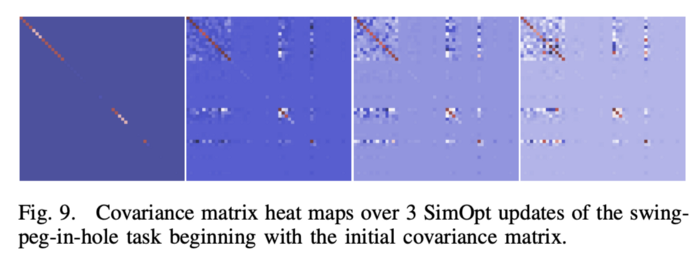 Fig. 9. Covariance matrix heat maps over 3 SimOpt updates of the swing-
peg-in-hole task beginning with the initial covariance matrix.